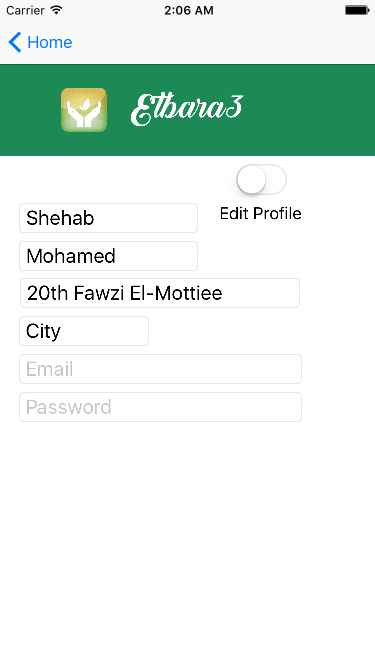 Carrier 2:06 AM
Home
Etbara3
Edit Profile
Shehab
Mohamed
20th Fawzi El-Mottiee
City
Email
Password